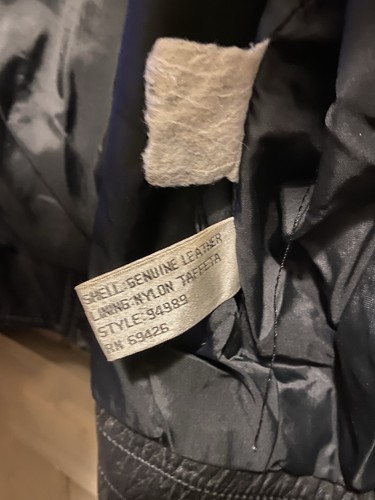 SHELL:GENUINE LEATHER
LINING:NYLON TAFFETA
STYLE:94989
RN 69426